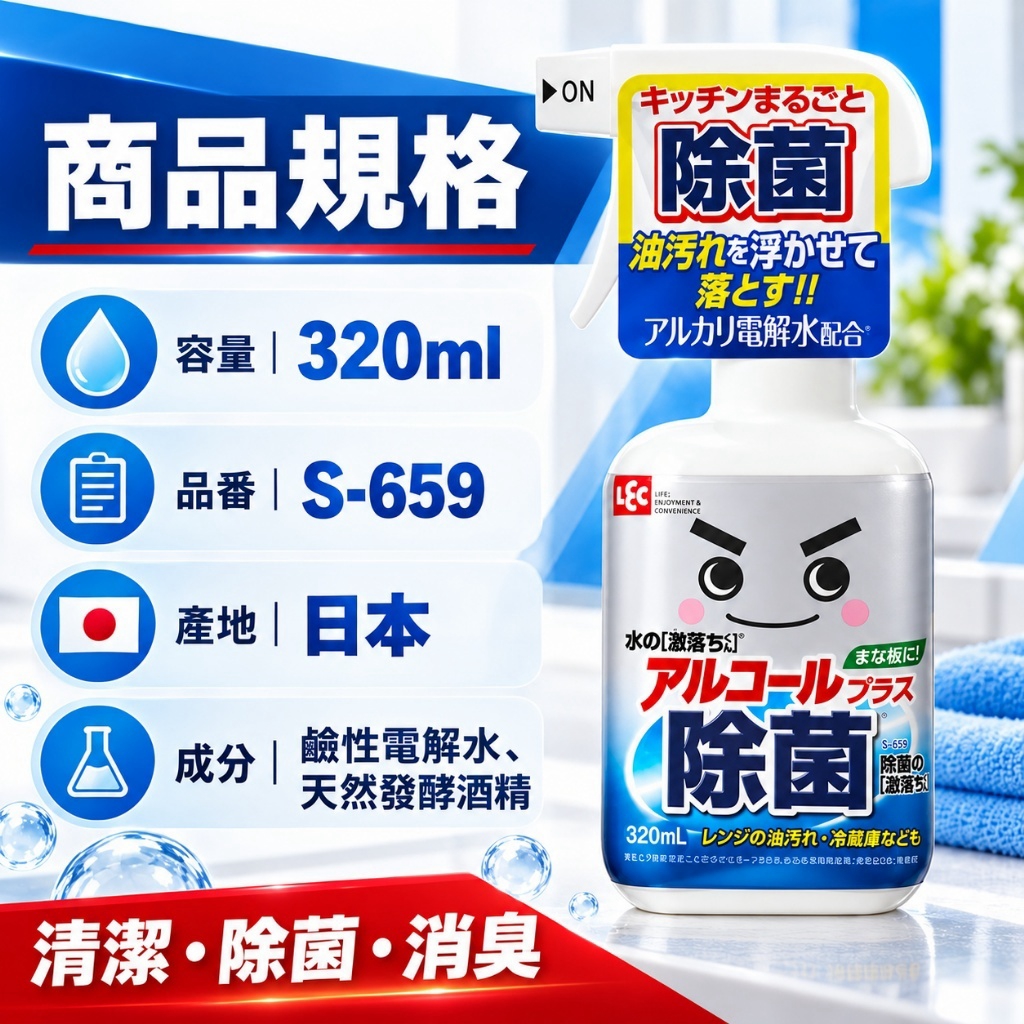 商品規格
容量
320ml
品番
S-659
產地
日本
成分
鹼性電解水、
天然發酵酒精
清潔・除菌・消臭
ON
キッチンまるごと
除菌
油汚れを浮かせて
落とす!!
アルカリ電解水配合
LEC
LIFE:
ENJOYMENT &
CONVENIENCE
水の[激落ちくん]®
まな板に!
アルコールプラス
除菌
S-659
除菌の
[激落ちくん]
320mL レンジの油汚れ・冷蔵庫なども